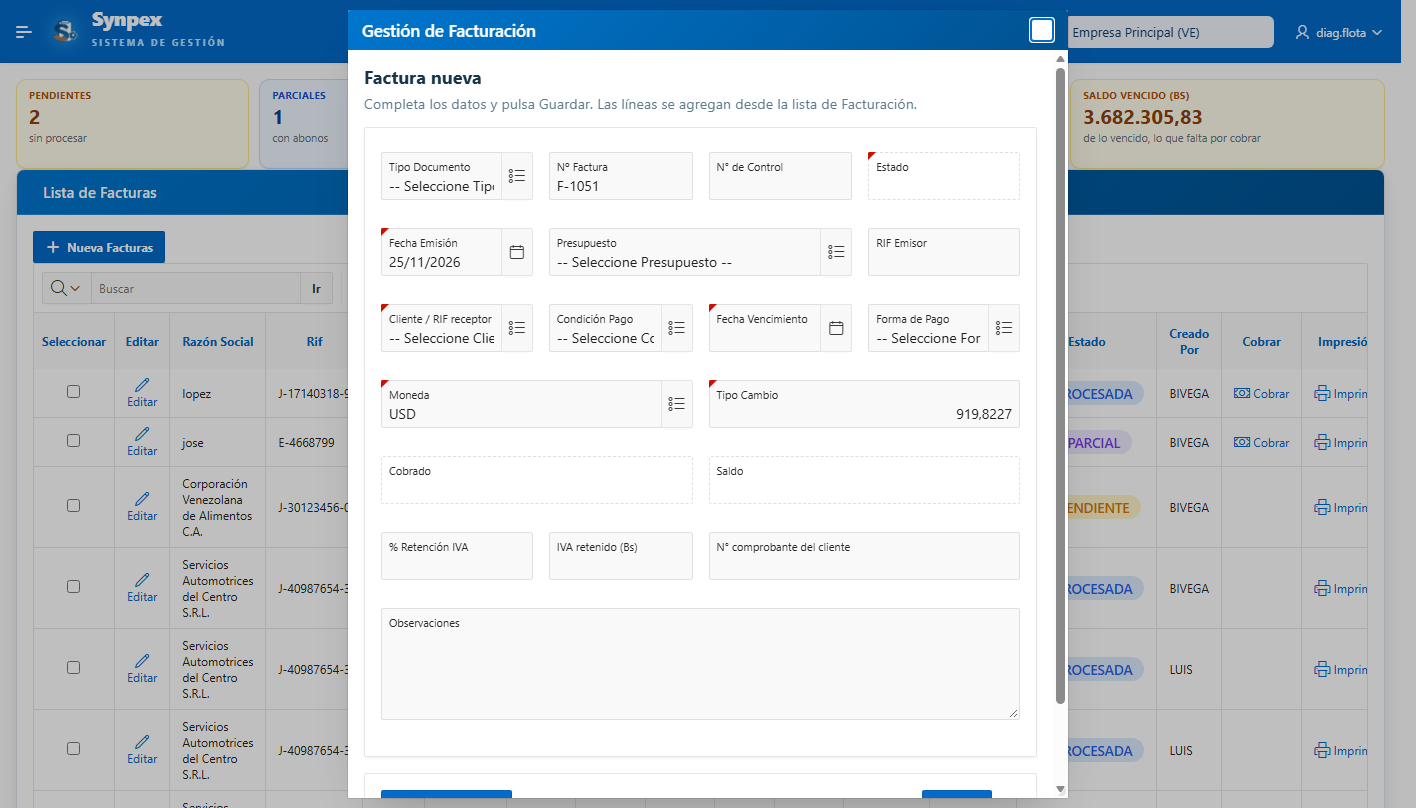 Synpex
SISTEMA DE GESTIÓN
Gestión de Facturación
Empresa Principal (VE)
diag.flota
PENDIENTES
2
sin procesar
PARCIALES
1
con abonos
SALDO VENCIDO (BS)
3.682.305,83
de lo vencido, lo que falta por cobrar
Lista de Facturas
Nueva Facturas
Buscar
Ir
Seleccionar Editar Razón Social Rif
Editar lopez J-17140318-9
Editar jose E-4668799
Corporación
Venezolana
de Alimentos
C.A.
Editar J-30123456-0
Servicios
Automotrices
del Centro
S.R.L.
Editar J-40987654-3
Servicios
Automotrices
del Centro
S.R.L.
Editar J-40987654-3
Servicios
Automotrices
del Centro
S.R.L.
Editar J-40987654-3
Factura nueva
Completa los datos y pulsa Guardar. Las líneas se agregan desde la lista de Facturación.
Tipo Documento
-- Seleccione Tip
Nº Factura
F-1051
N° de Control
Estado
Fecha Emisión
25/11/2026
Presupuesto
-- Seleccione Presupuesto --
RIF Emisor
Cliente / RIF receptor
-- Seleccione Clie
Condición Pago
-- Seleccione Co
Fecha Vencimiento
Forma de Pago
-- Seleccione For
Moneda
USD
Tipo Cambio
919,8227
Cobrado
Saldo
% Retención IVA
IVA retenido (Bs)
N° comprobante del cliente
Observaciones
Estado Creado Por Cobrar Impresió
ROCESADA BIVEGA Cobrar Imprin
PARCIAL BIVEGA Cobrar Imprin
ENDIENTE BIVEGA Imprin
ROCESADA BIVEGA Imprin
ROCESADA LUIS Imprin
ROCESADA LUIS Imprin